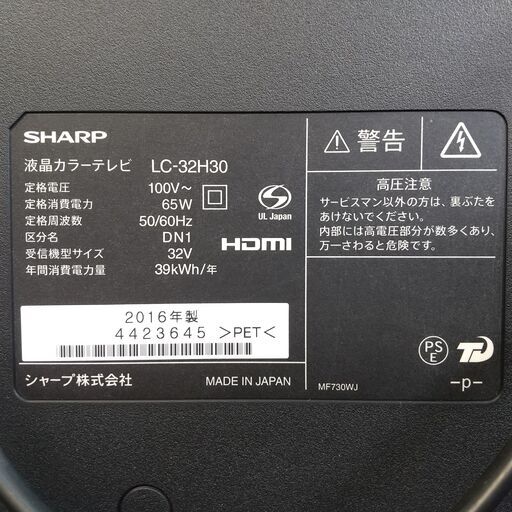 SHARP
液晶カラーテレビ LC-32H30
定格電圧 100V～
定格消費電力 65W
定格周波数 50/60Hz
区分名 DN1
受信機型サイズ 32V
年間消費電力量 39kWh/年
UL Japan
HDMI
2016年製
4423645 >PET<
シャープ株式会社 MADE IN JAPAN
警告
高圧注意
サービスマン以外の方は、裏ぶたを
あけないでください。
内部には高電圧部分が数多くあり、
万一さわると危険です。
PS
E
MF730WJ
-p-